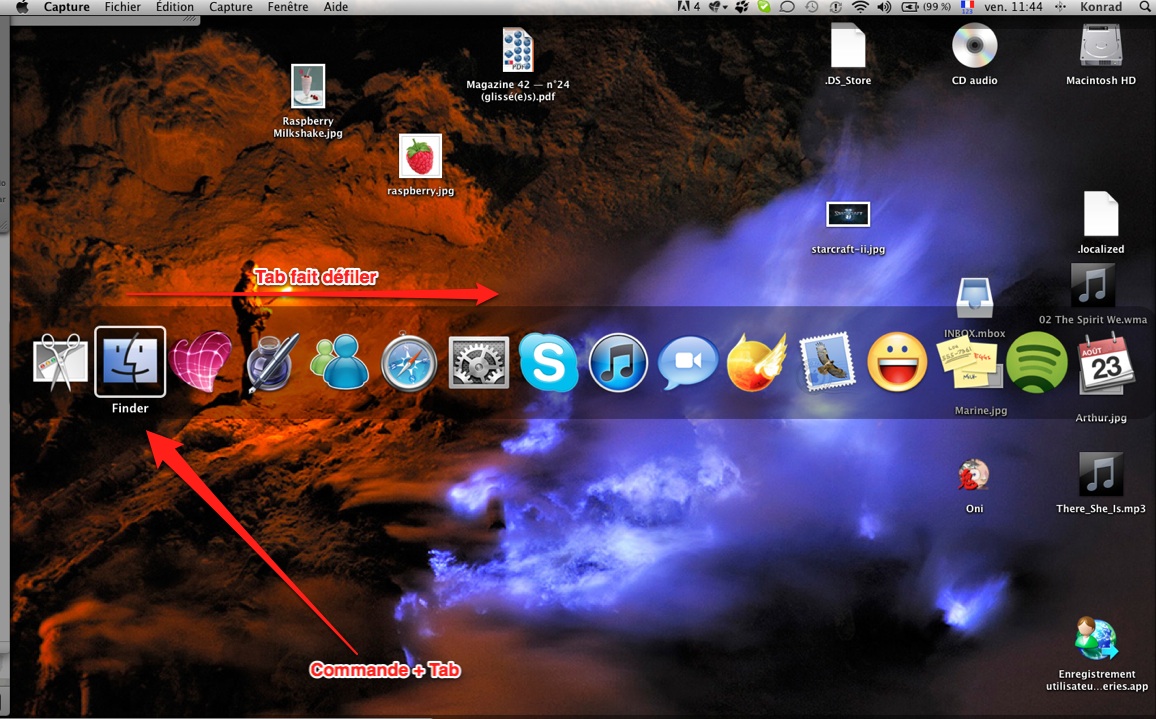 Capture Fichier Édition Capture Fenêtre Aide
4 (99 %) 123 ven. 11:44 Konrad
Magazine 42 — n°24
(glissé(e)s).pdf
.DS_Store
CD audio
Macintosh HD
Raspberry
Milkshake.jpg
raspberry.jpg
starcraft-ii.jpg
.localized
Tab fait défiler
02 The Spirit We.wma
INBOX.mbox
S
AOÛT
23
Finder
Marine.jpg
Arthur.jpg
Oni
There_She_Is.mp3
Commande + Tab
Enregistrement
utilisateu...eries.app